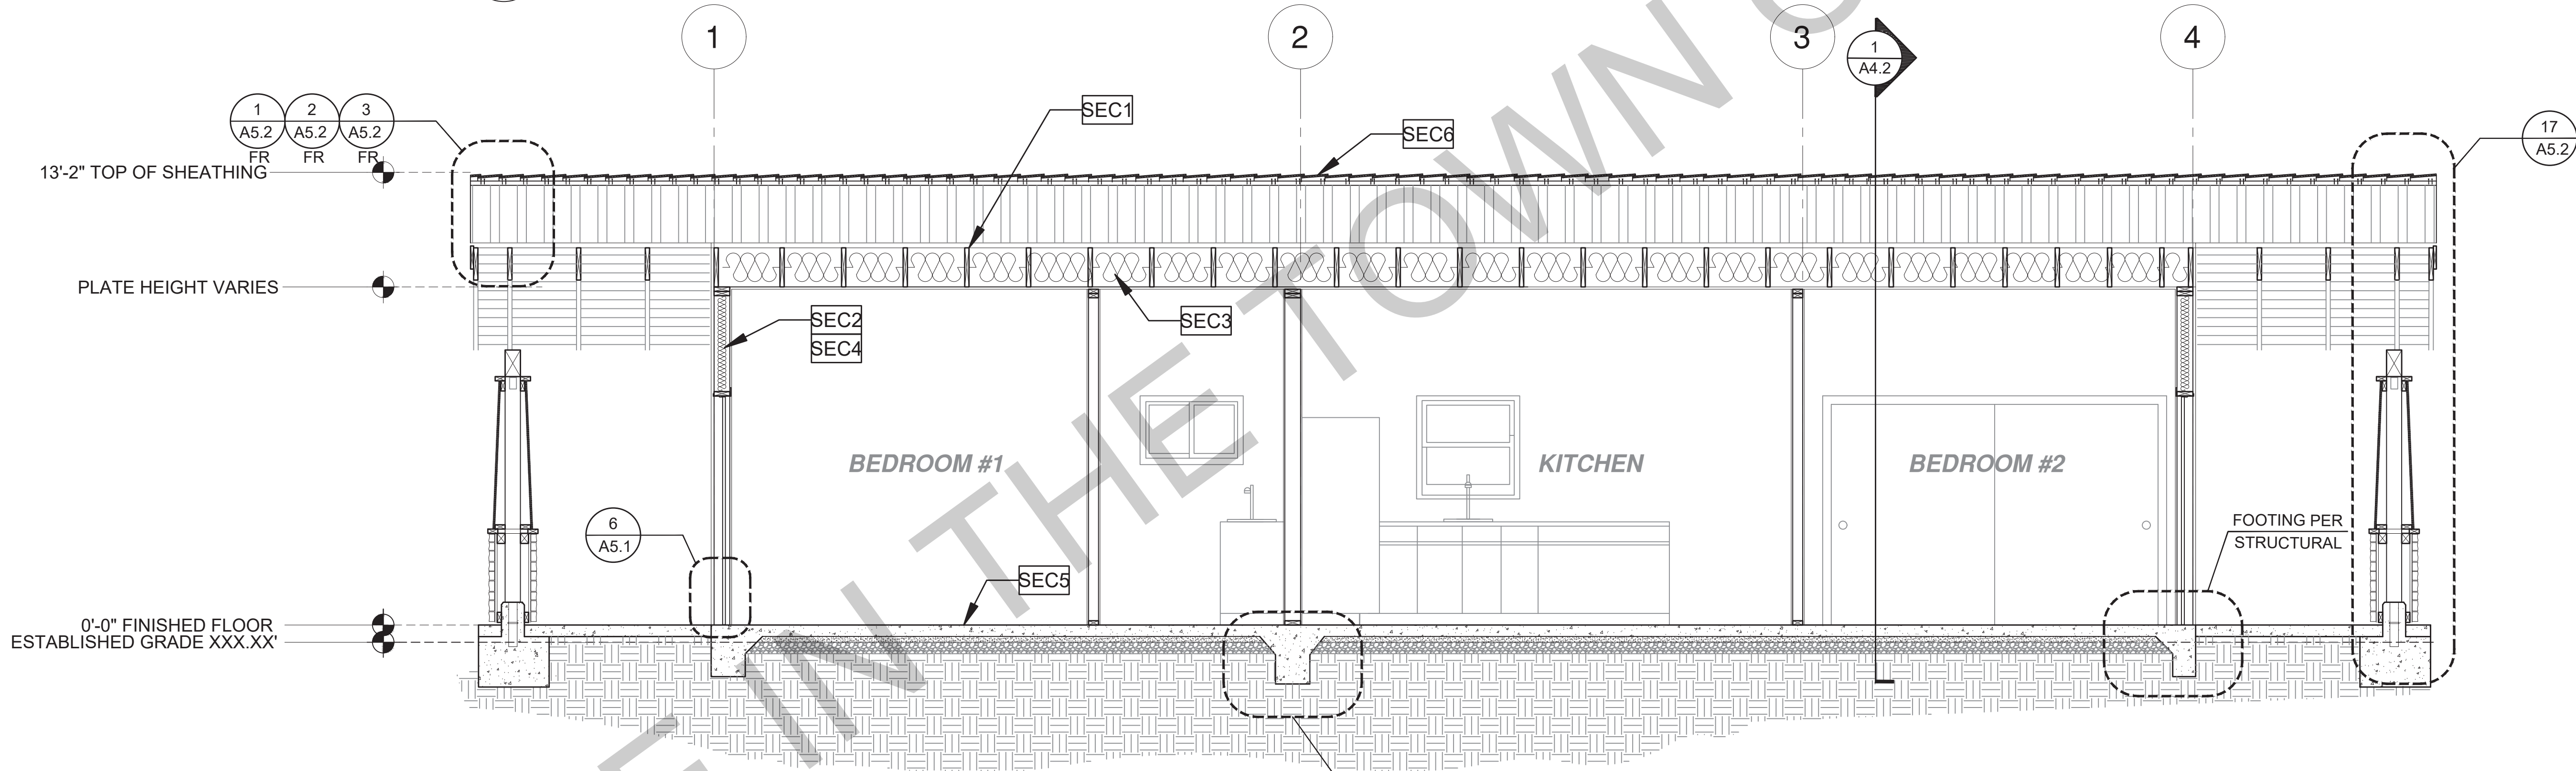 1
2
3
4
1
A4.2
1
A5.2
FR
2
A5.2
FR
3
A5.2
FR
SEC1
SEC6
17
A5.2
13'-2" TOP OF SHEATHING
PLATE HEIGHT VARIES
SEC2
SEC4
SEC3
BEDROOM #1
KITCHEN
BEDROOM #2
6
A5.1
FOOTING PER
STRUCTURAL
SEC5
0'-0" FINISHED FLOOR
ESTABLISHED GRADE XXX.XX'
IN THE TOWN